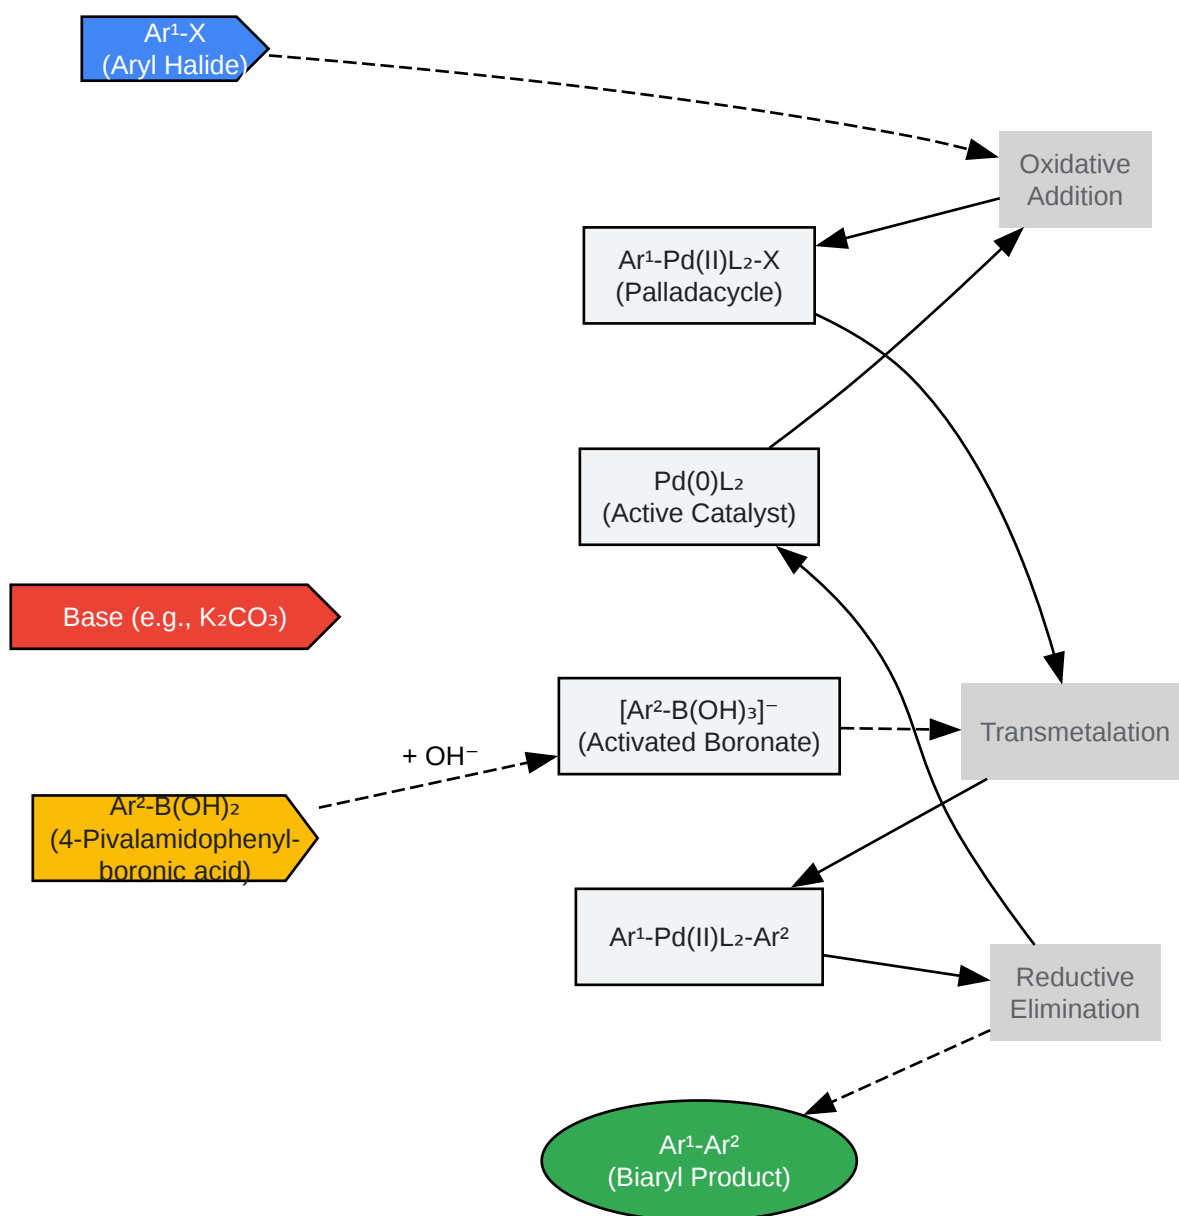 Ar¹-X
(Aryl Halide)
Oxidative
Addition
Ar¹-Pd(II)L₂-X
(Palladacycle)
Pd(0)L₂
(Active Catalyst)
Base (e.g., K₂CO₃)
[Ar²-B(OH)₃]⁻
(Activated Boronate)
Transmetalation
+ OH⁻
Ar²-B(OH)₂
(4-Pivalamidophenyl-
boronic acid)
Ar¹-Pd(II)L₂-Ar²
Reductive
Elimination
Ar¹-Ar²
(Biaryl Product)